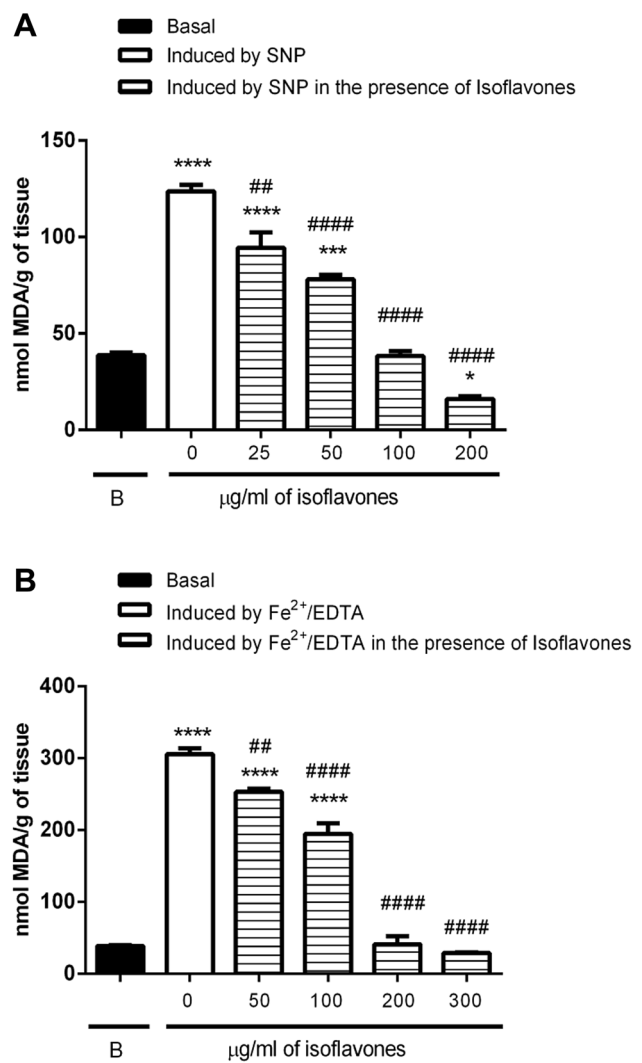 A
Basal
Induced by SNP
Induced by SNP in the presence of Isoflavones
nmol MDA/g of tissue
150
100
50
0
****
##
****
####
***
####
####
*
0 25 50 100 200
B
μg/ml of isoflavones
B
Basal
Induced by Fe²⁺/EDTA
Induced by Fe²⁺/EDTA in the presence of Isoflavones
nmol MDA/g of tissue
400
300
200
100
0
****
##
****
####
****
####
####
0 50 100 200 300
B
μg/ml of isoflavones